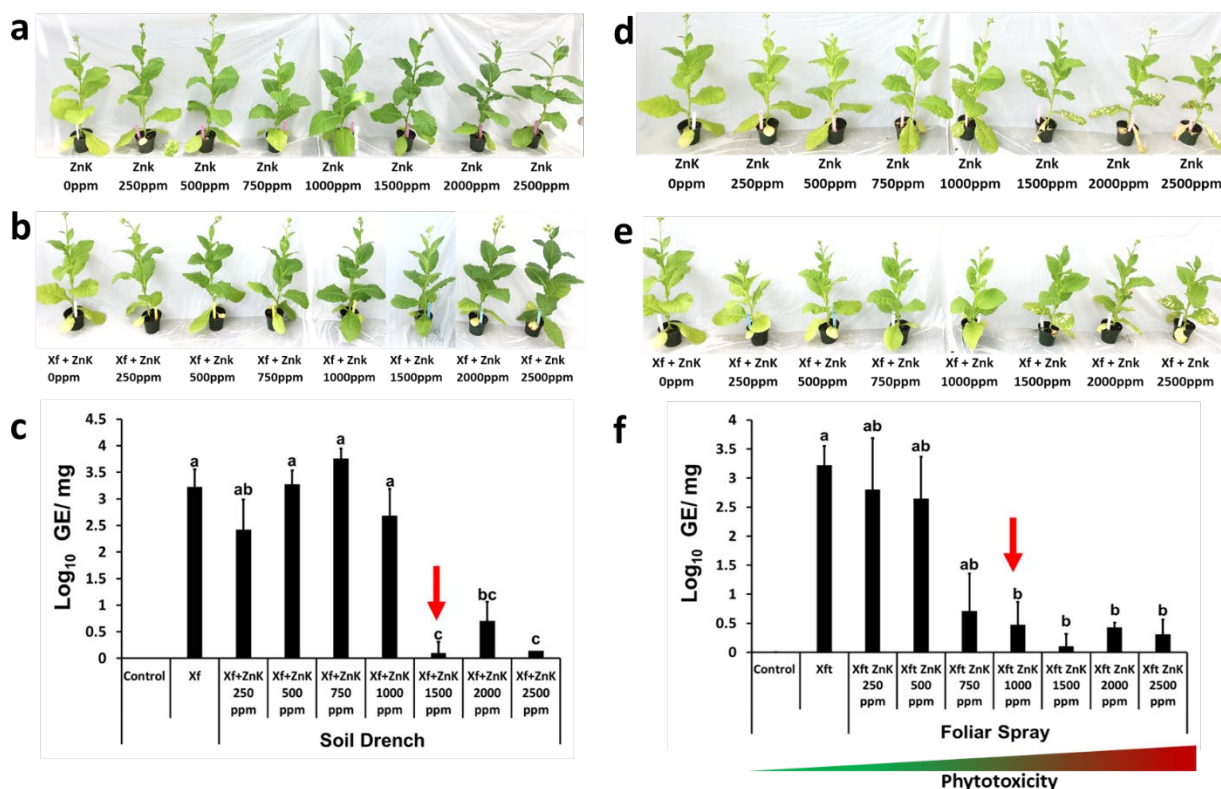 a
ZnK Znk Znk Znk Znk Znk Znk Znk
0ppm 250ppm 500ppm 750ppm 1000ppm 1500ppm 2000ppm 2500ppm
b
Xf + ZnK Xf + ZnK Xf + Znk Xf + Znk Xf + Znk Xf + Znk Xf + Znk Xf + Znk
0ppm 250ppm 500ppm 750ppm 1000ppm 1500ppm 2000ppm 2500ppm
c
Log10 GE/ mg
4.5
4
3.5
3
2.5
2
1.5
1
0.5
0
a ab a a a c bc c
Control Xf Xf+ZnK Xf+ZnK Xf+ZnK Xf+ZnK Xf+ZnK Xf+ZnK Xf+ZnK
250 500 750 1000 1500 2000 2500
ppm ppm ppm ppm ppm ppm ppm
Soil Drench
d
ZnK Znk Znk Znk Znk Znk Znk Znk
0ppm 250ppm 500ppm 750ppm 1000ppm 1500ppm 2000ppm 2500ppm
e
Xf + ZnK Xf + Znk Xf + Znk Xf + Znk Xf + Znk Xf + Znk Xf + Znk Xf + Znk
0ppm 250ppm 500ppm 750ppm 1000ppm 1500ppm 2000ppm 2500ppm
f
Log10 GE/ mg
4
3.5
3
2.5
2
1.5
1
0.5
0
a ab ab ab b b b b
Control Xft Xft ZnK Xft ZnK Xft ZnK Xft ZnK Xft ZnK Xft ZnK Xft ZnK
250 500 750 1000 1500 2000 2500
ppm ppm ppm ppm ppm ppm ppm
Foliar Spray
Phytotoxicity